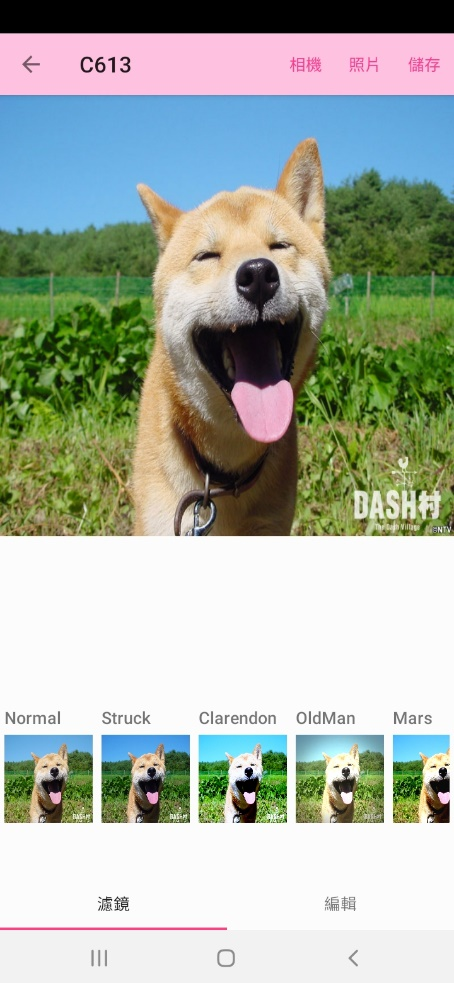 C613
相機
照片
儲存
DASH村
The Dash Village
©NTV
Normal
Struck
Clarendon
OldMan
Mars
濾鏡
編輯